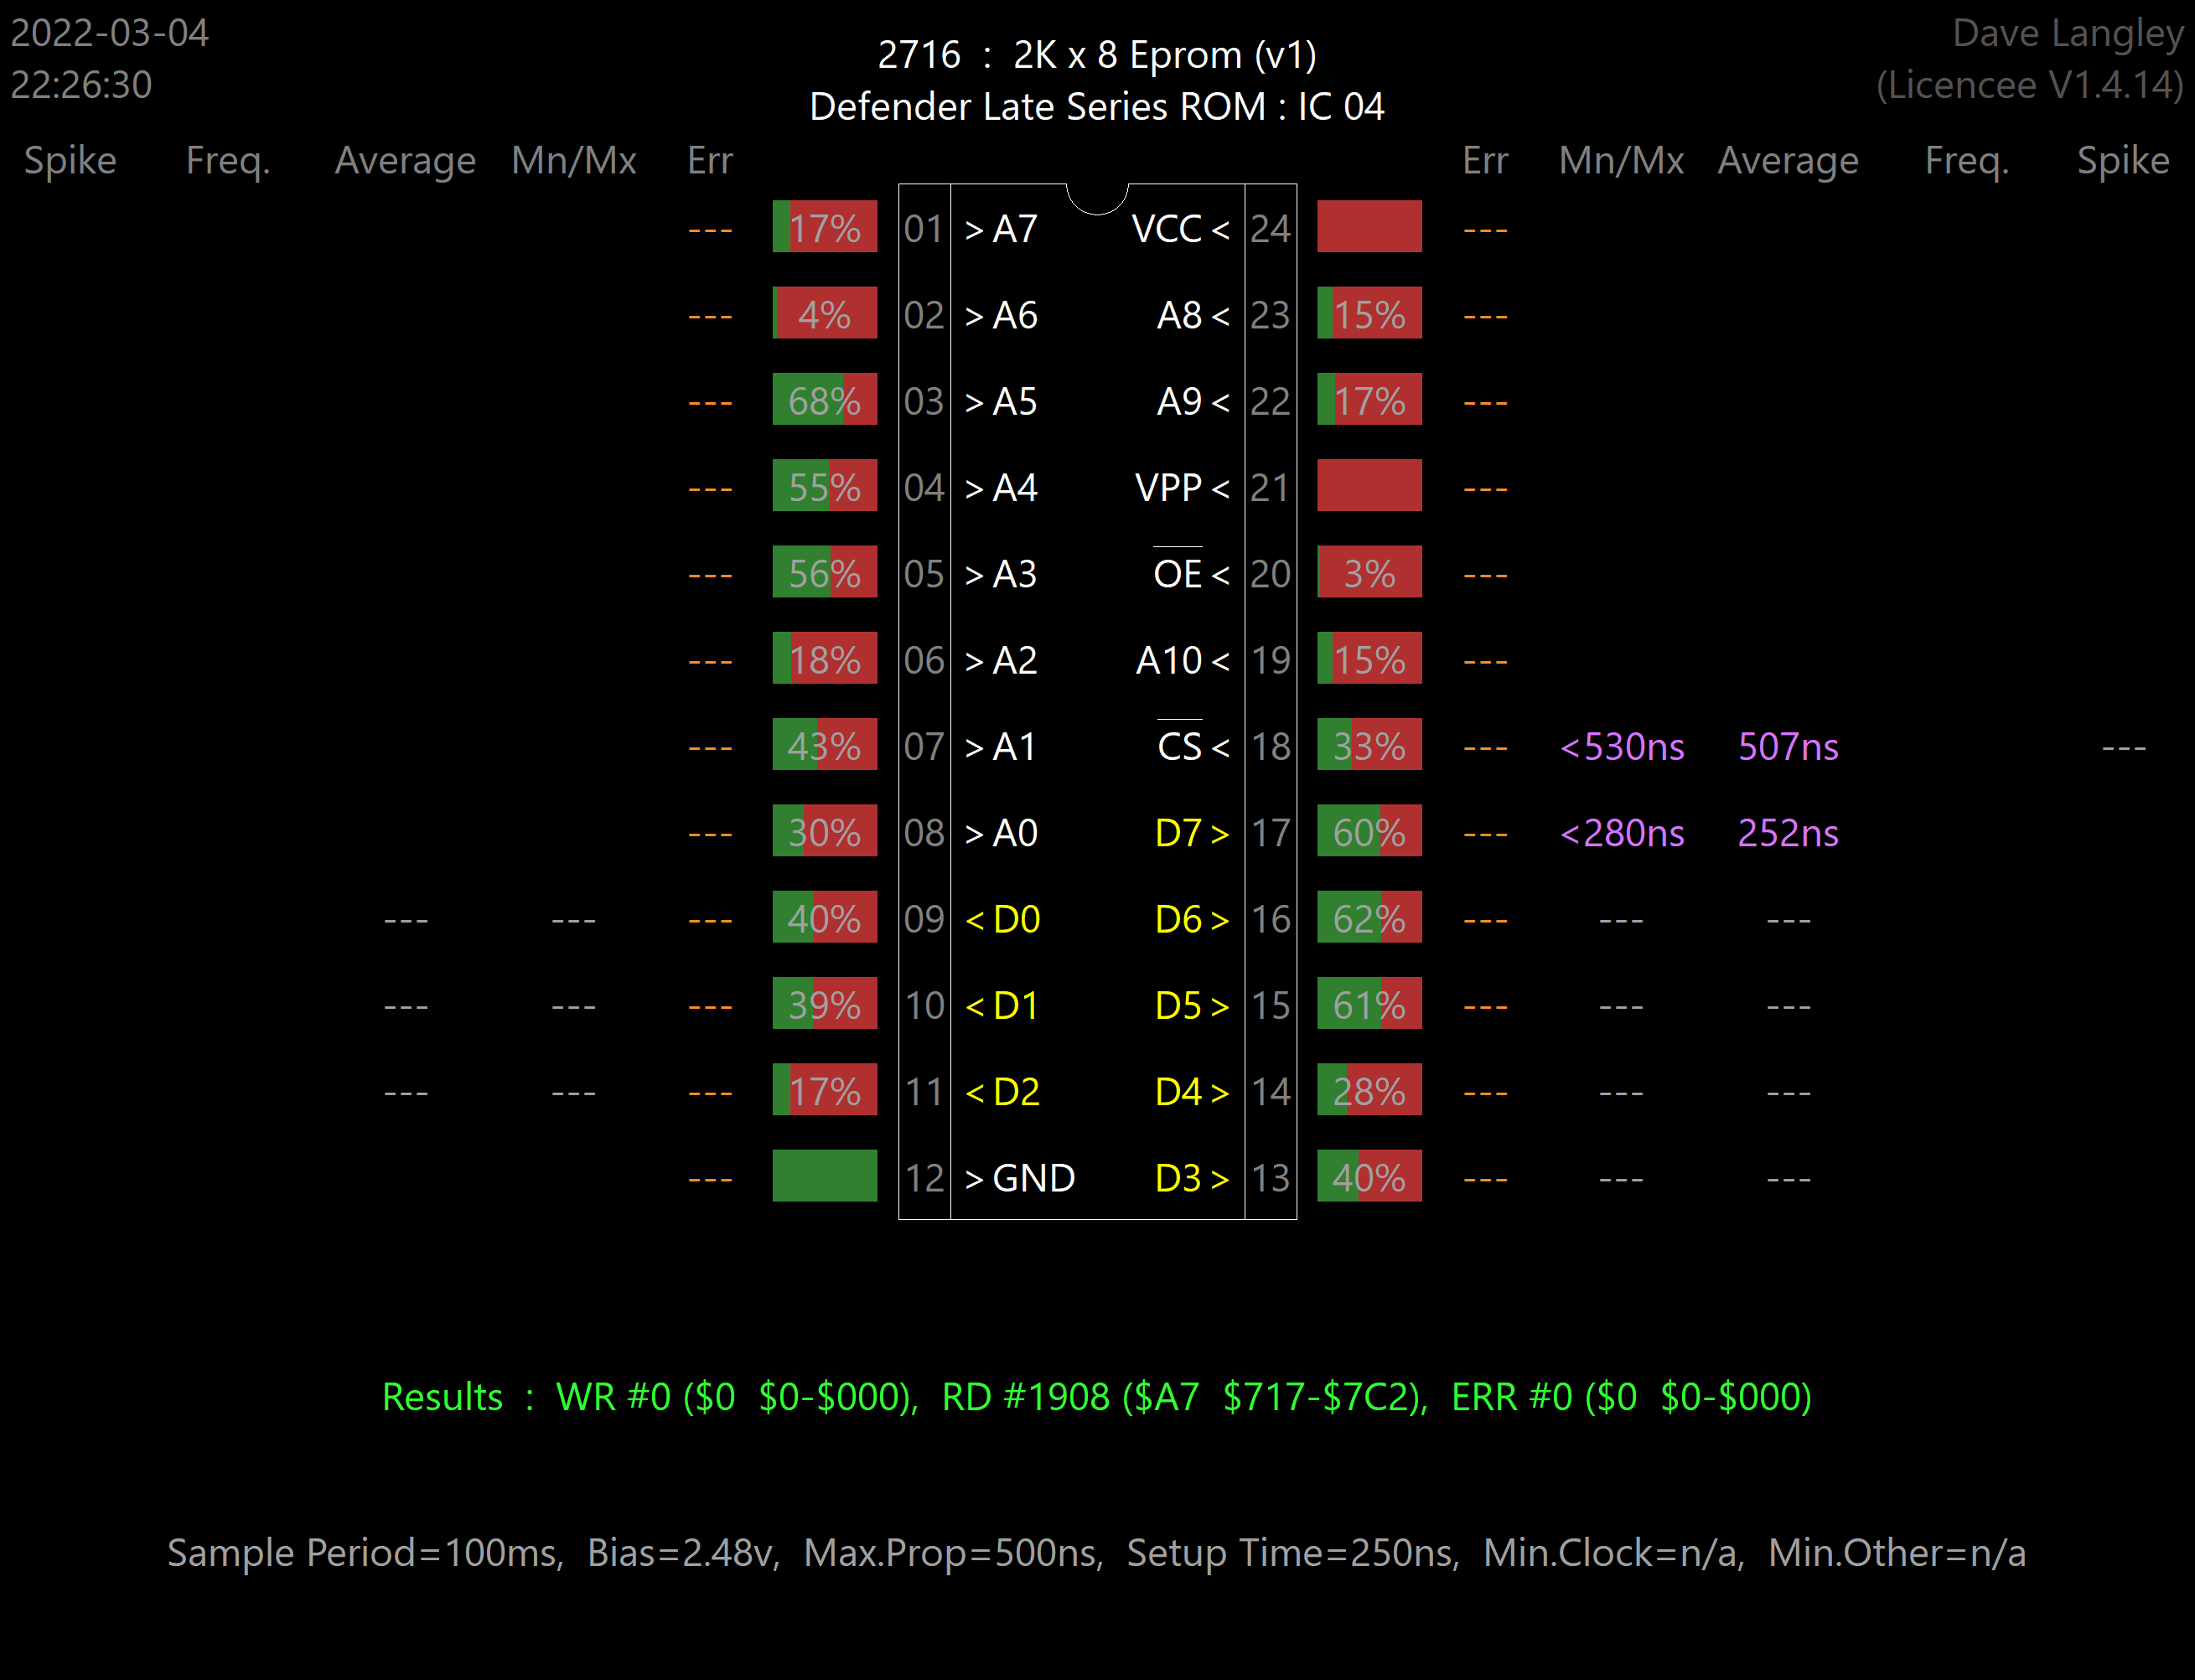 2022-03-04
22:26:30
2716  :  2K x 8 Eprom (v1)
Defender Late Series ROM : IC 04
Dave Langley
(Licencee V1.4.14)
Spike Freq. Average Mn/Mx Err Err Mn/Mx Average Freq. Spike
--- 17% 01 > A7 VCC < 24 ---
--- 4% 02 > A6 A8 < 23 15% ---
--- 68% 03 > A5 A9 < 22 17% ---
--- 55% 04 > A4 VPP < 21 ---
--- 56% 05 > A3 OE < 20 3% ---
--- 18% 06 > A2 A10 < 19 15% ---
--- 43% 07 > A1 CS < 18 33% --- <530ns 507ns ---
--- 30% 08 > A0 D7 > 17 60% --- <280ns 252ns
--- --- --- 40% 09 < D0 D6 > 16 62% --- --- ---
--- --- --- 39% 10 < D1 D5 > 15 61% --- --- ---
--- --- --- 17% 11 < D2 D4 > 14 28% --- --- ---
--- 12 > GND D3 > 13 40% --- --- ---
Results  :  WR #0 ($0  $0-$000),  RD #1908 ($A7  $717-$7C2),  ERR #0 ($0  $0-$000)
Sample Period=100ms,  Bias=2.48v,  Max.Prop=500ns,  Setup Time=250ns,  Min.Clock=n/a,  Min.Other=n/a